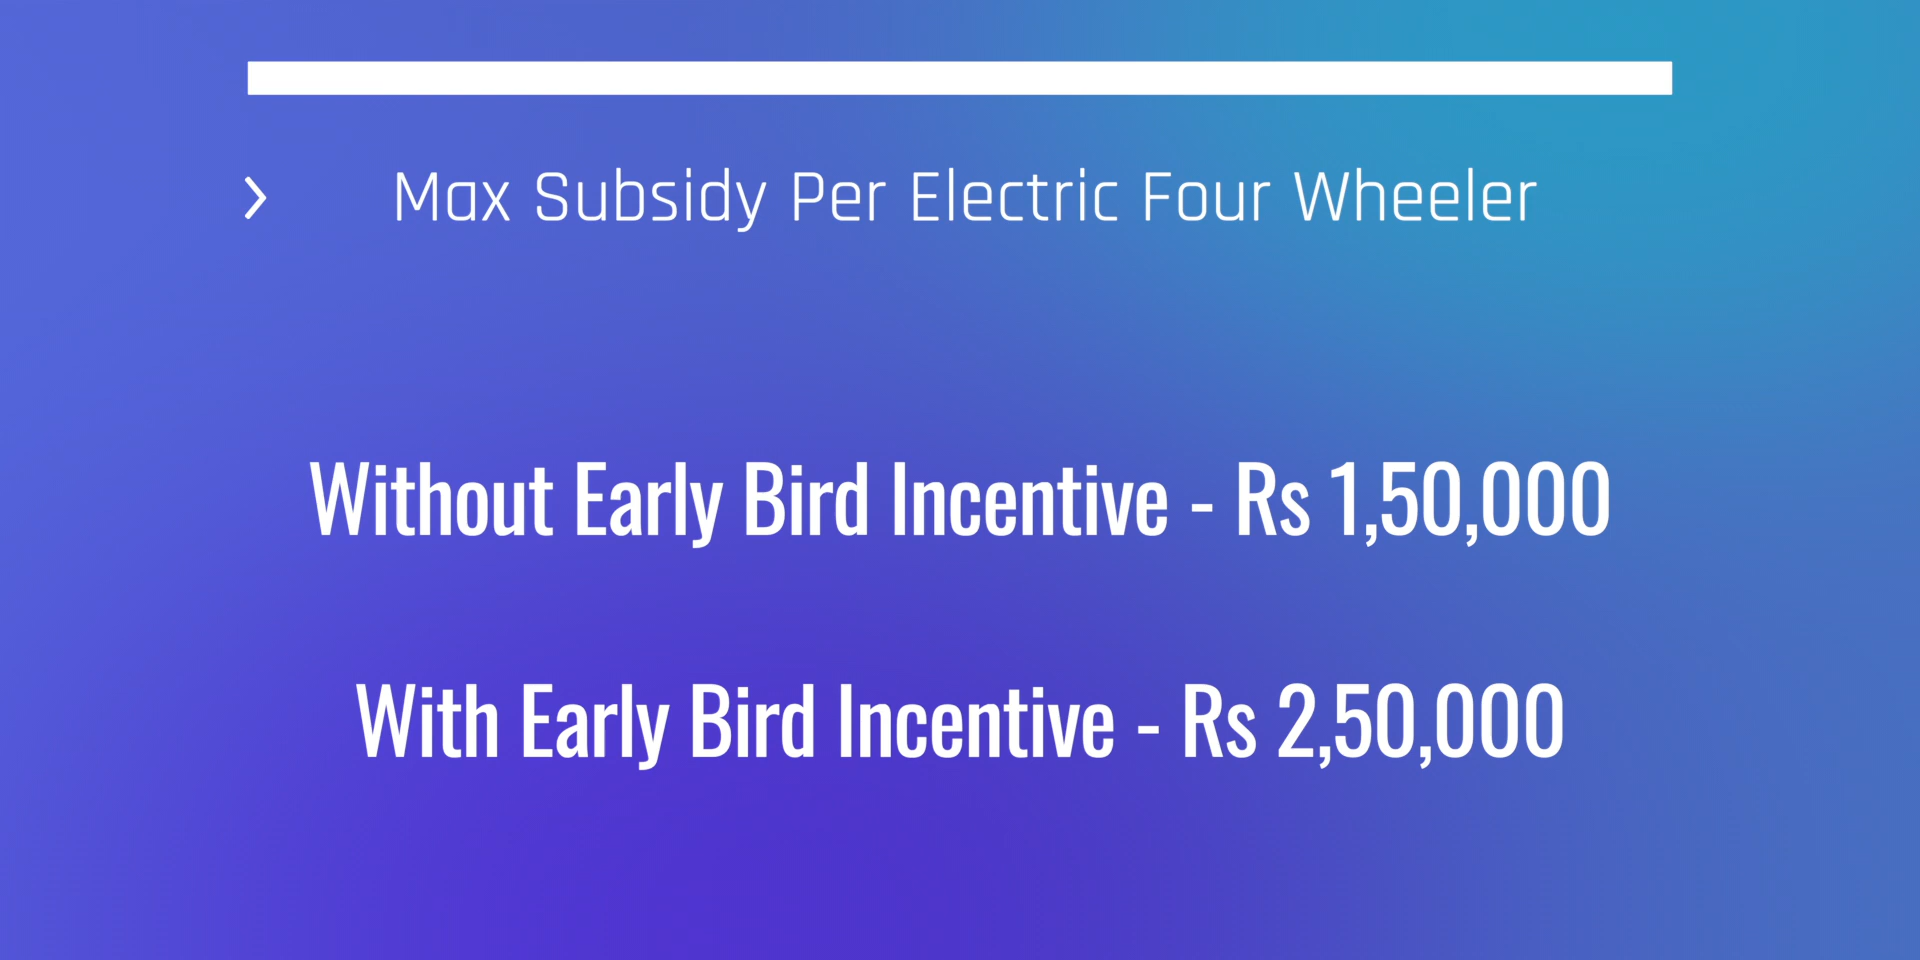 Max Subsidy Per Electric Four Wheeler
Without Early Bird Incentive - Rs 1,50,000
With Early Bird Incentive - Rs 2,50,000